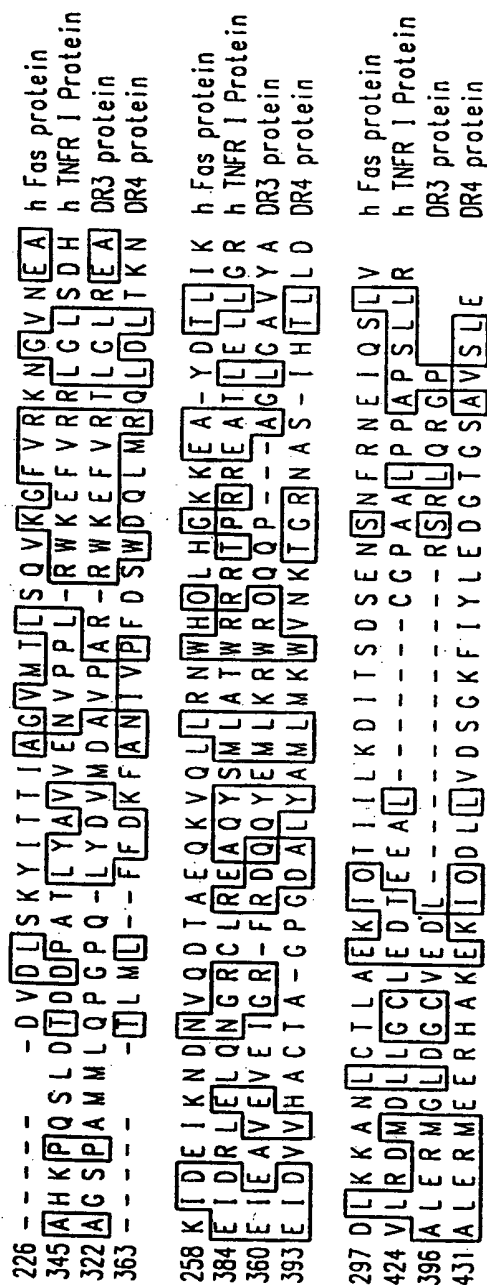 226 - - - - - - - D V D L S K Y I T T I A G V M T L S Q V K G F V R K N G V N E A h Fas protein
345 A H K P Q S L D T D D P A T L Y A V V E N V P P L - R W K E F V R R L G L S D H h TNFR I Protein
322 A G S P A M M L Q P G P Q - L Y D V M D A V P A R - R W K E F V R T L G L R E A DR3 protein
363 - - - - - - T L M L - - F F D K F A N I V P F D S W D Q L M R Q L D L T K N DR4 protein
258 K I D E I K N D N V Q D T A E Q K V Q L L R N W H Q L H G K K E A - Y D T L I K h Fas protein
384 E I D R L E L Q N G R C L R E A Q Y S M L A T W R R R T P R R E A T L E L L G R h TNFR I Protein
360 E I E A V E V E I G R - F R D Q Q Y E M L K R W R Q Q Q P - - - A G L G A V Y A DR3 protein
393 E I D V V H A C T A - G P G D A L Y A M L M K W V N K T G R N A S - I H T L L D DR4 protein
297 D L K K A N L C T L A E K I Q T I I L K D I T S D S E N S N F R N E I Q S L V h Fas protein
424 V L R D M D L L G C L E D T E E A L - - - - - - C G P A A L P P A P S L L R h TNFR I Protein
396 A L E R M G L D G C V E D L - - - - - - - - - - - R S R L Q R G P DR3 protein
431 A L E R M E E R H A K E K I Q D L L V D S G K F I Y L E D G T G S A V S L E DR4 protein